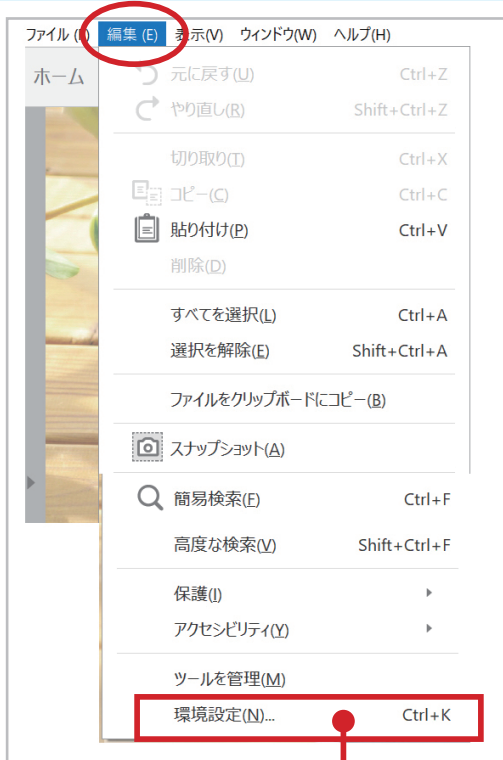 ファイル (F) 編集 (E) 表示(V) ウィンドウ(W) ヘルプ(H)
ホーム
元に戻す(U) Ctrl+Z
やり直し(R) Shift+Ctrl+Z
切り取り(T) Ctrl+X
コピー(C) Ctrl+C
貼り付け(P) Ctrl+V
削除(D)
すべてを選択(L) Ctrl+A
選択を解除(E) Shift+Ctrl+A
ファイルをクリップボードにコピー(B)
スナップショット(A)
簡易検索(F) Ctrl+F
高度な検索(V) Shift+Ctrl+F
保護(I)
アクセシビリティ(Y)
ツールを管理(M)
環境設定(N)... Ctrl+K